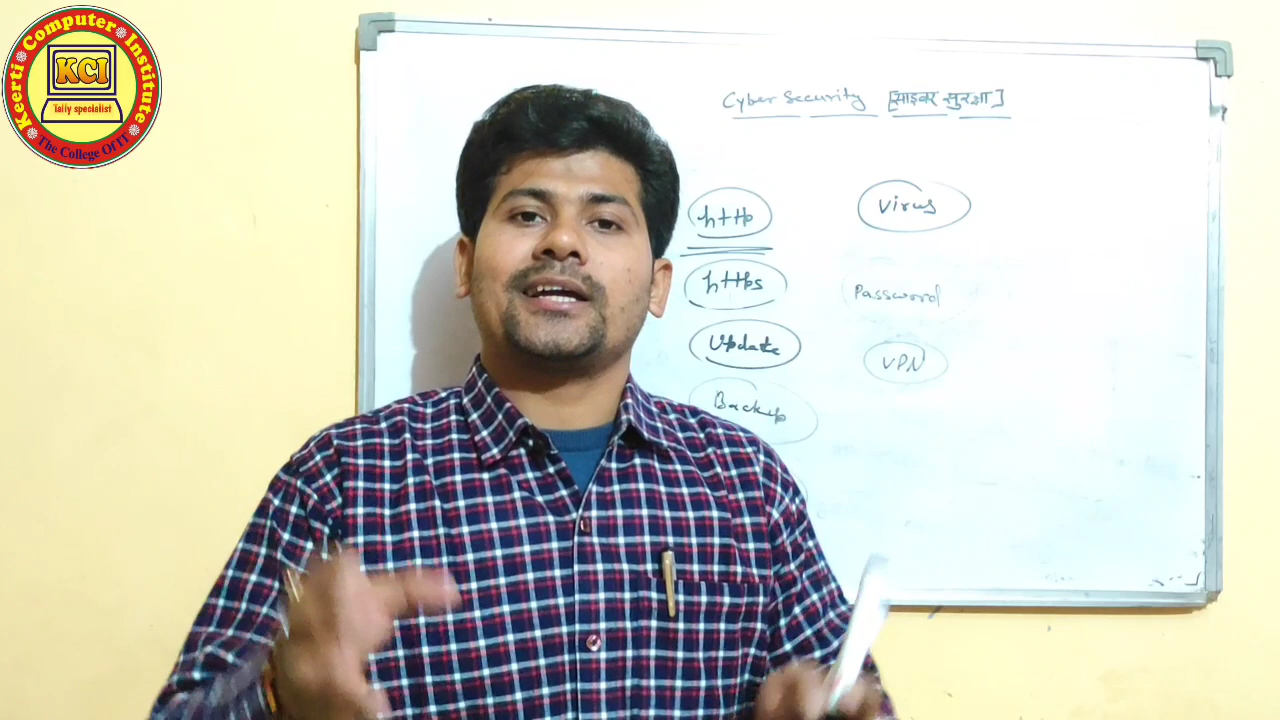 Keerti Computer Institute
KCI
Tally specialist
The College Of IT
Cyber Security [साइबर सुरक्षा]
http
https
Update
Backup
Virus
Password
VPN